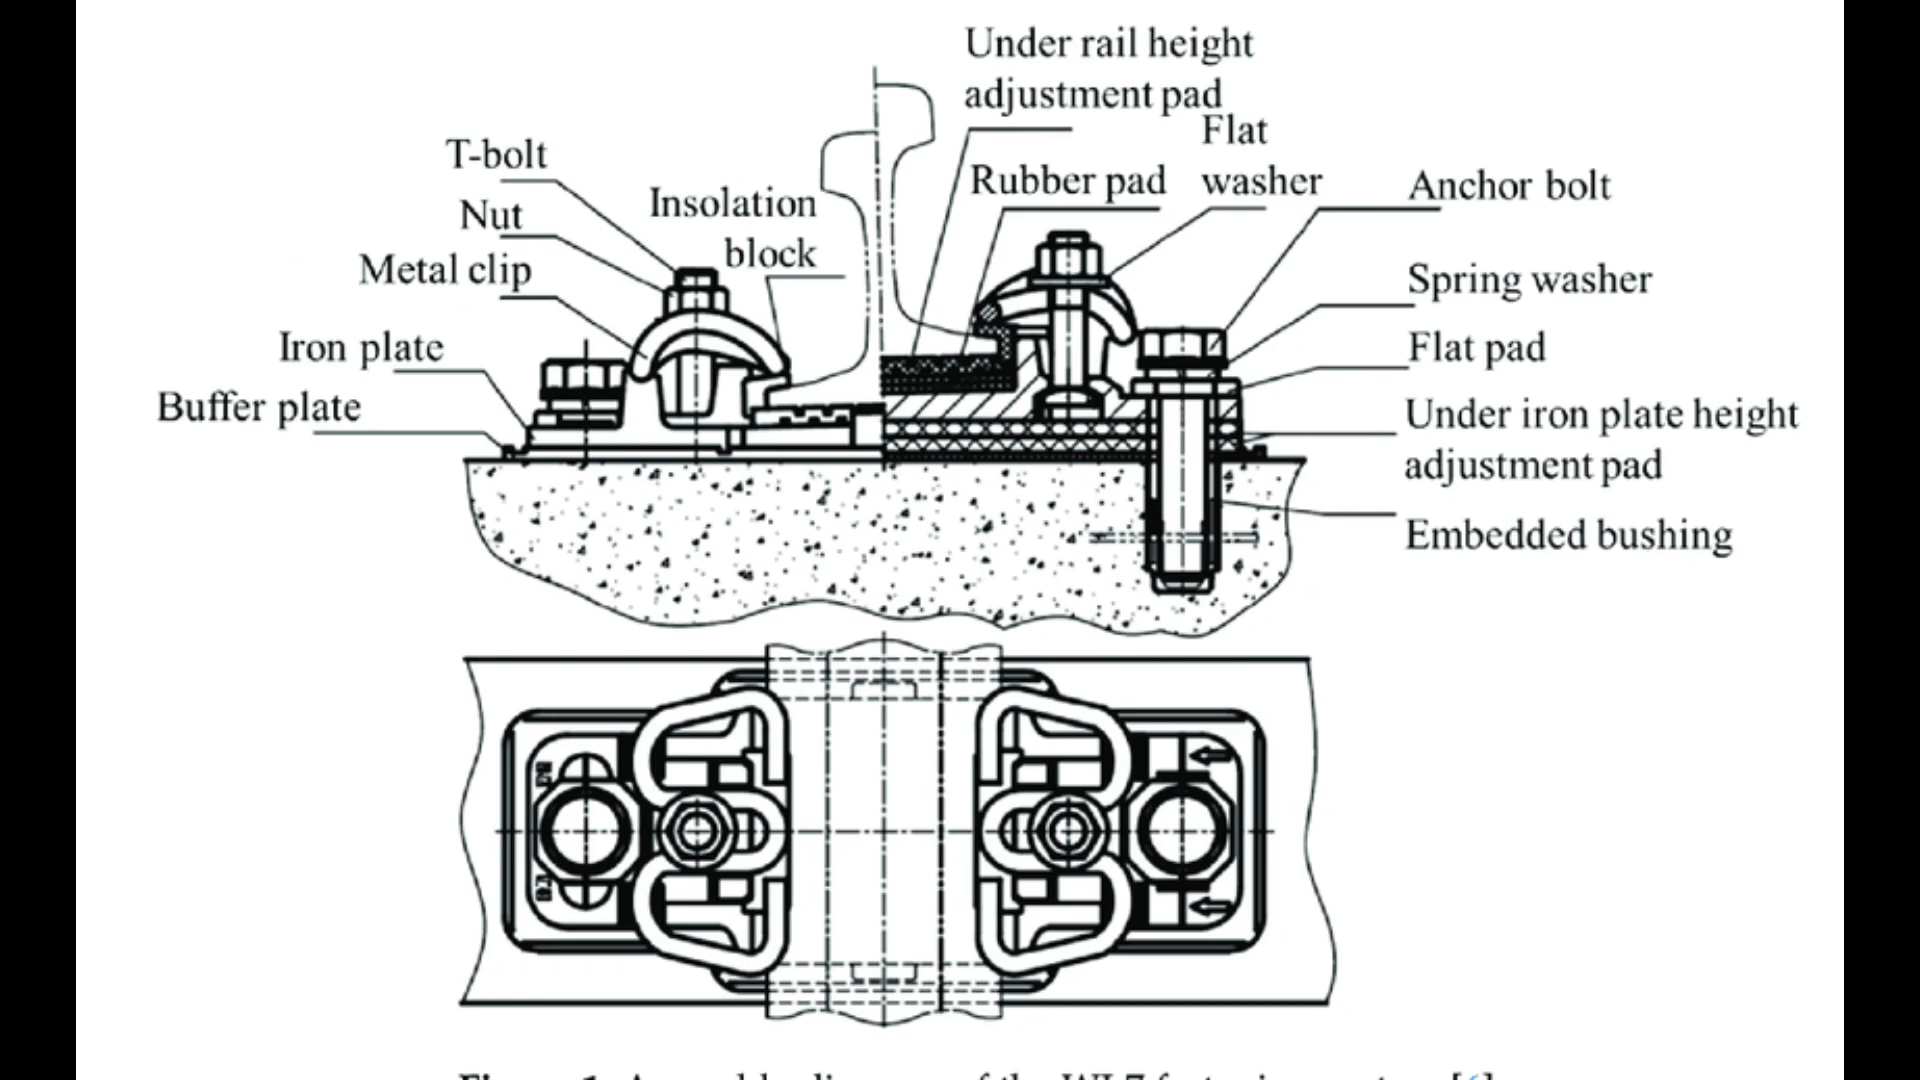 Under rail height
adjustment pad
Flat
washer
T-bolt
Rubber pad
Anchor bolt
Insolation
block
Nut
Metal clip
Spring washer
Iron plate
Flat pad
Buffer plate
Under iron plate height
adjustment pad
Embedded bushing